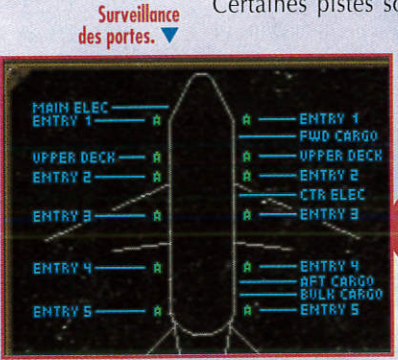 Certaines pistes so
Surveillance
des portes. ▼
MAIN ELEC
ENTRY 1 A A ENTRY 1
FWD CARGO
UPPER DECK A A UPPER DECK
ENTRY 2 A A ENTRY 2
CTR ELEC
ENTRY 3 A A ENTRY 3
ENTRY 4 A A ENTRY 4
AFT CARGO
BULK CARGO
ENTRY 5 A A ENTRY 5